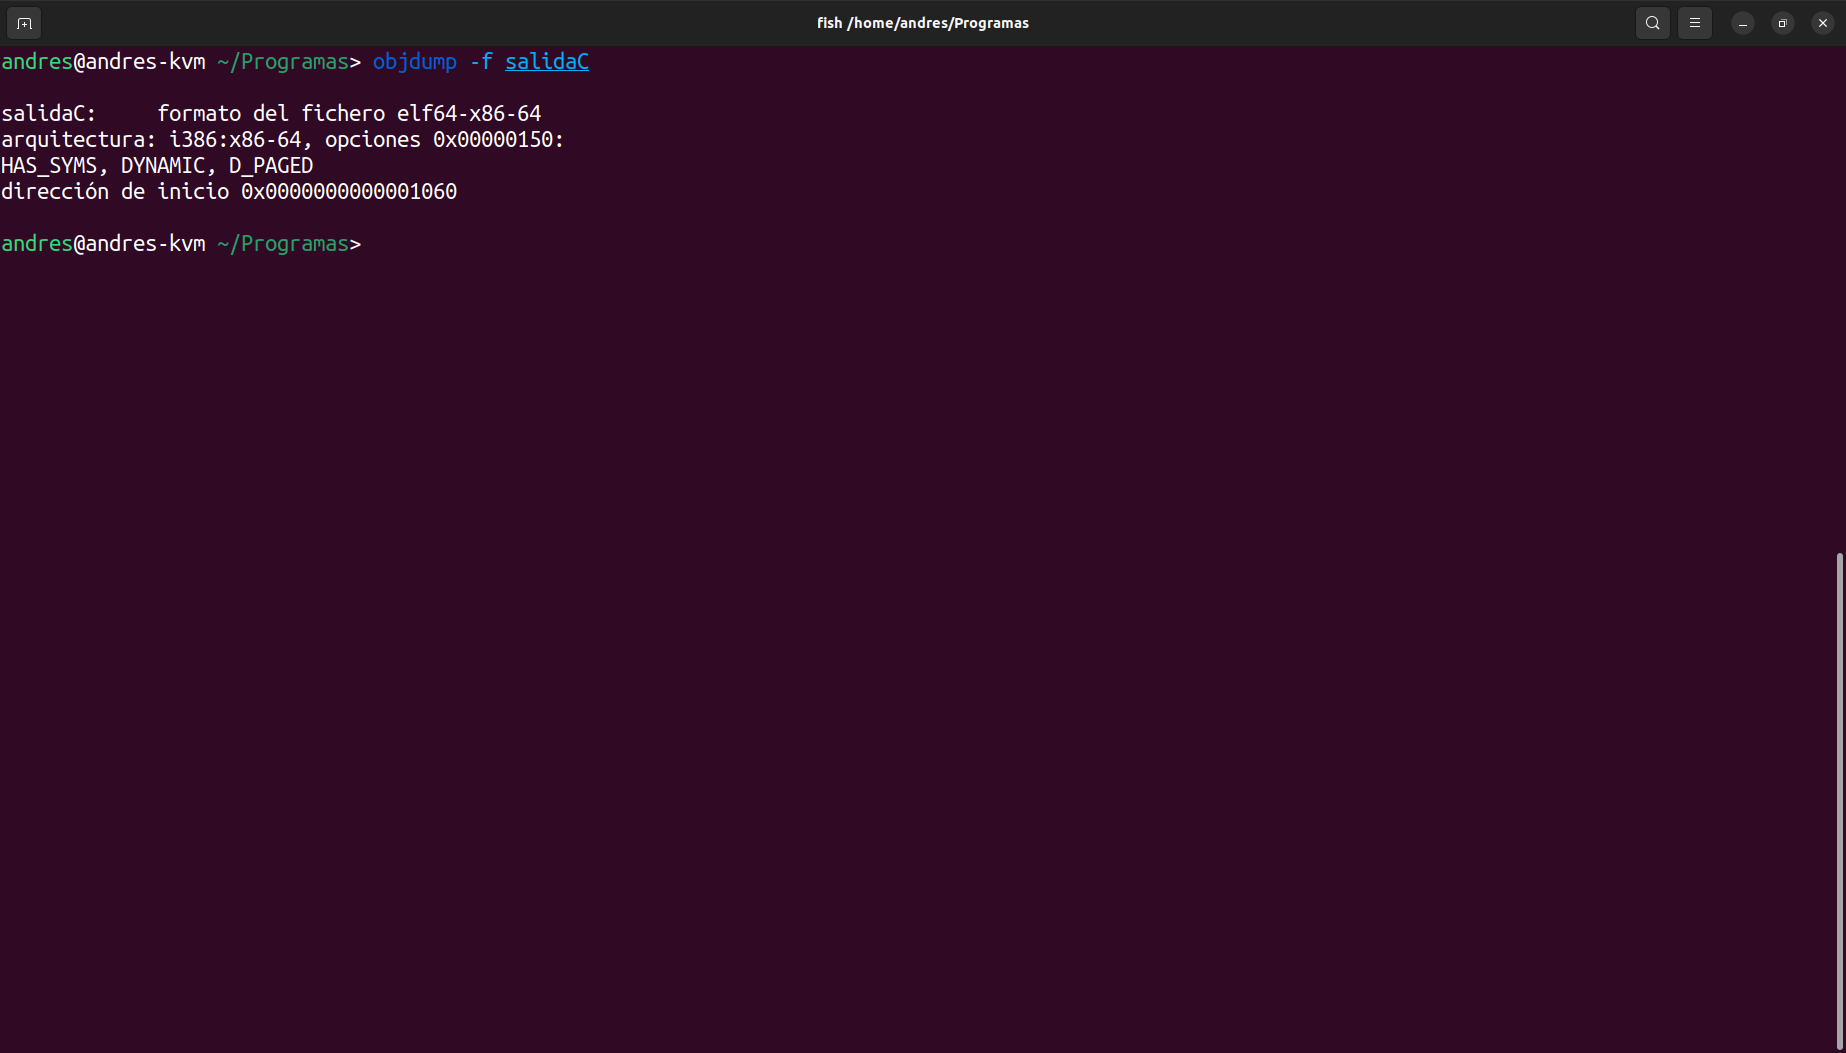 fish /home/andres/Programas
andres@andres-kvm ~/Programas> objdump -f salidaC
salidaC:     formato del fichero elf64-x86-64
arquitectura: i386:x86-64, opciones 0x00000150:
HAS_SYMS, DYNAMIC, D_PAGED
dirección de inicio 0x0000000000001060
andres@andres-kvm ~/Programas>